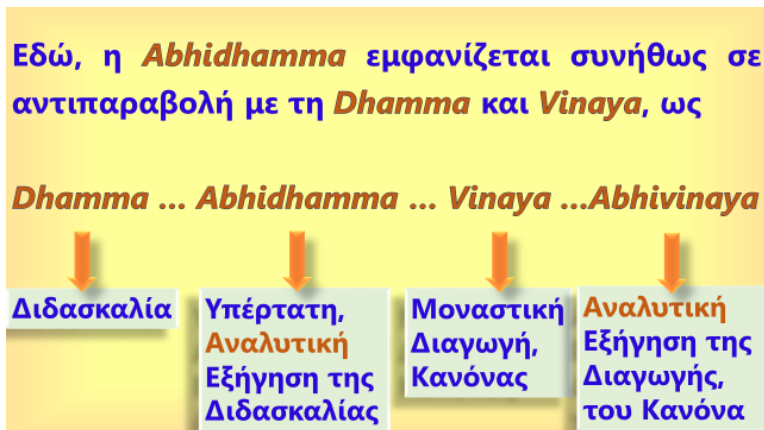 Εδώ, η Abhidhamma εμφανίζεται συνήθως σε
αντιπαραβολή με τη Dhamma και Vinaya, ως
Dhamma ... Abhidhamma ... Vinaya ...Abhivinaya
Διδασκαλία
Υπέρτατη,
Αναλυτική
Εξήγηση της
Διδασκαλίας
Μοναστική
Διαγωγή,
Κανόνας
Αναλυτική
Εξήγηση της
Διαγωγής,
του Κανόνα